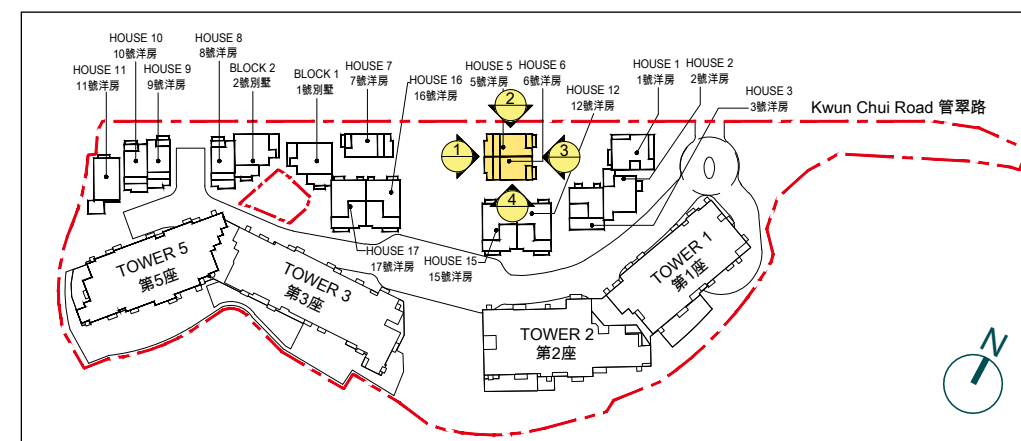 HOUSE 10
10號洋房
HOUSE 11
11號洋房
HOUSE 9
9號洋房
HOUSE 8
8號洋房
BLOCK 2
2號別墅
BLOCK 1
1號別墅
HOUSE 7
7號洋房
HOUSE 16
16號洋房
HOUSE 5
5號洋房
HOUSE 6
6號洋房
HOUSE 12
12號洋房
HOUSE 1
1號洋房
HOUSE 2
2號洋房
HOUSE 3
3號洋房
Kwun Chui Road 管翠路
2
1
3
4
HOUSE 17
17號洋房
HOUSE 15
15號洋房
TOWER 5
第5座
TOWER 3
第3座
TOWER 2
第2座
TOWER 1
第1座
N